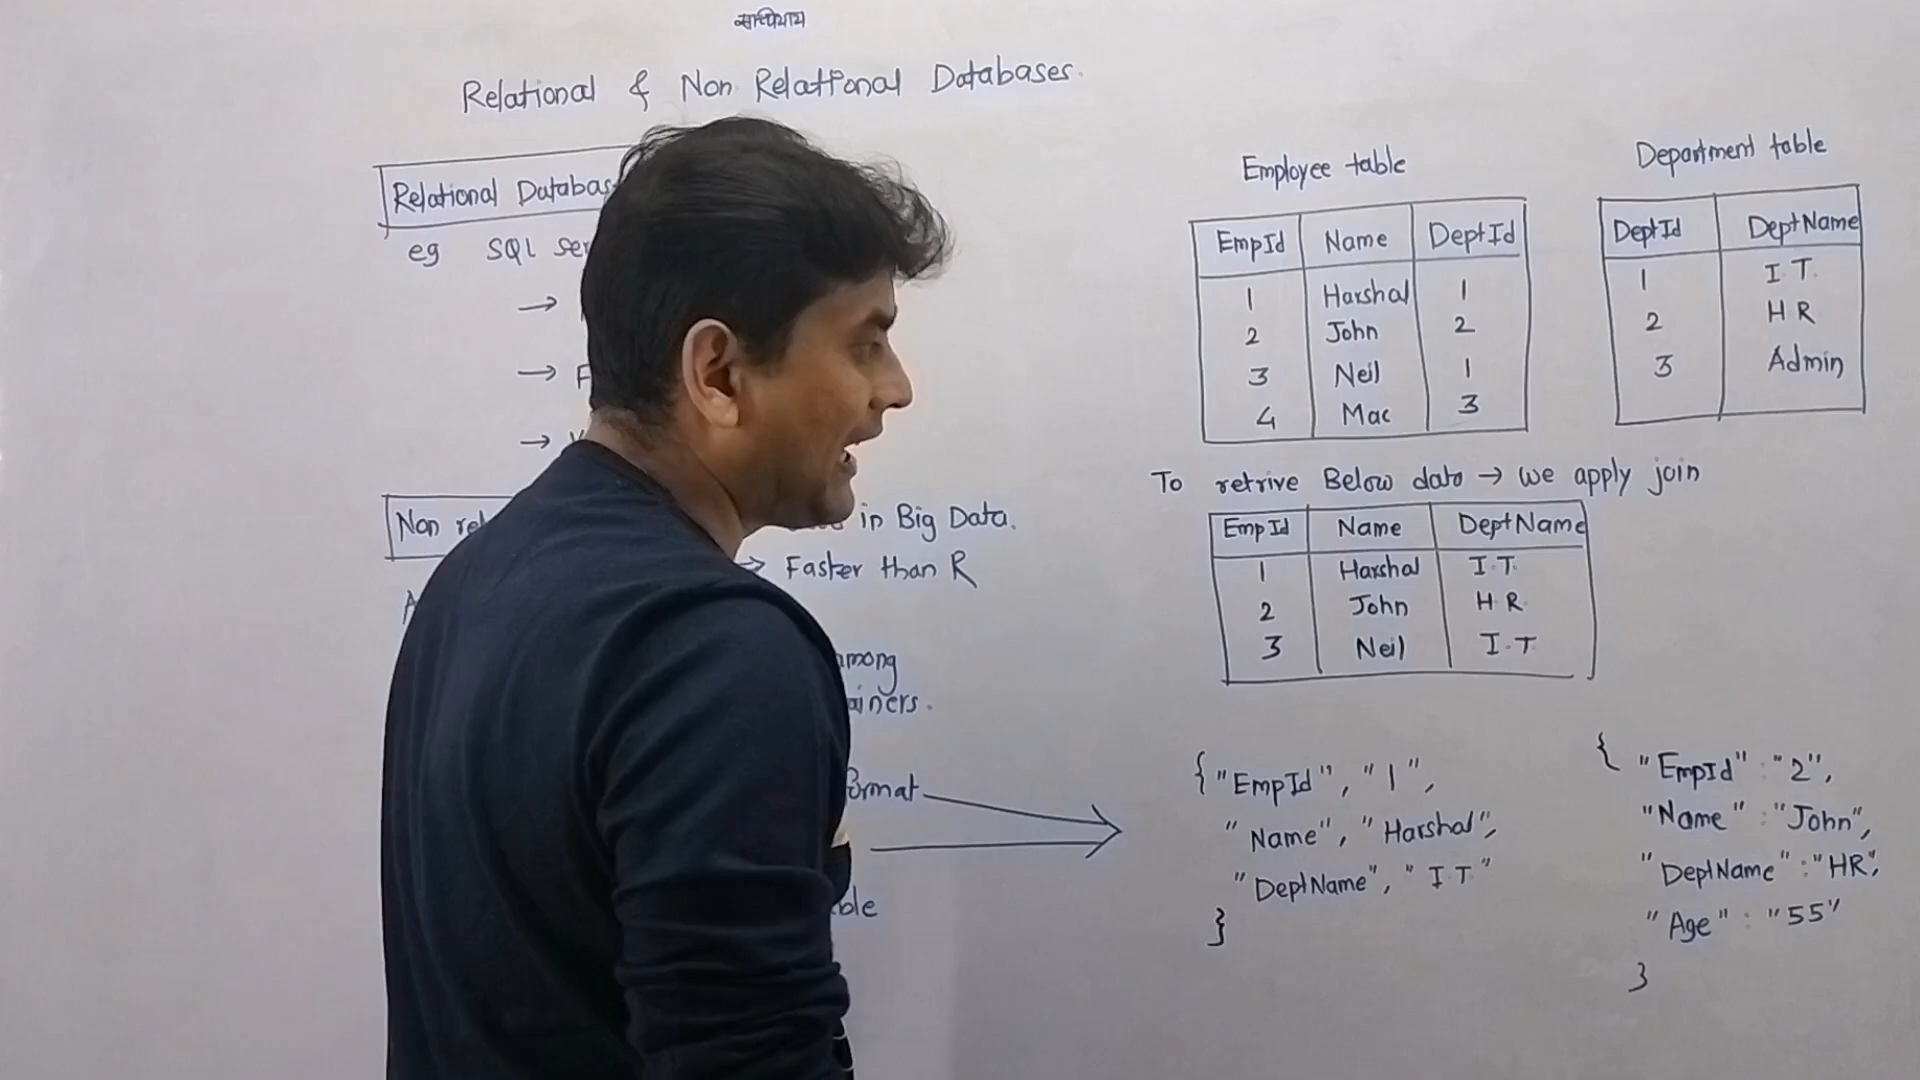 Relational & Non Relational Databases.
Relational Databas
eg SQL ser
→
→ F
→
Non rel
in Big Data.
→ Faster than R
A
among
ainers.
format
ble
Employee table
EmpId Name DeptId
1 Harshal 1
2 John 2
3 Neil 1
4 Mac 3
Department table
DeptId DeptName
1 I.T.
2 HR
3 Admin
To retrive Below data → we apply join
EmpId Name DeptName
1 Harshal I.T.
2 John H.R.
3 Neil I.T
{"EmpId", "1",
"Name", "Harshal",
"DeptName", "I.T"
}
{ "EmpId" : "2",
"Name" : "John",
"DeptName" : "HR",
"Age" : "55"
}